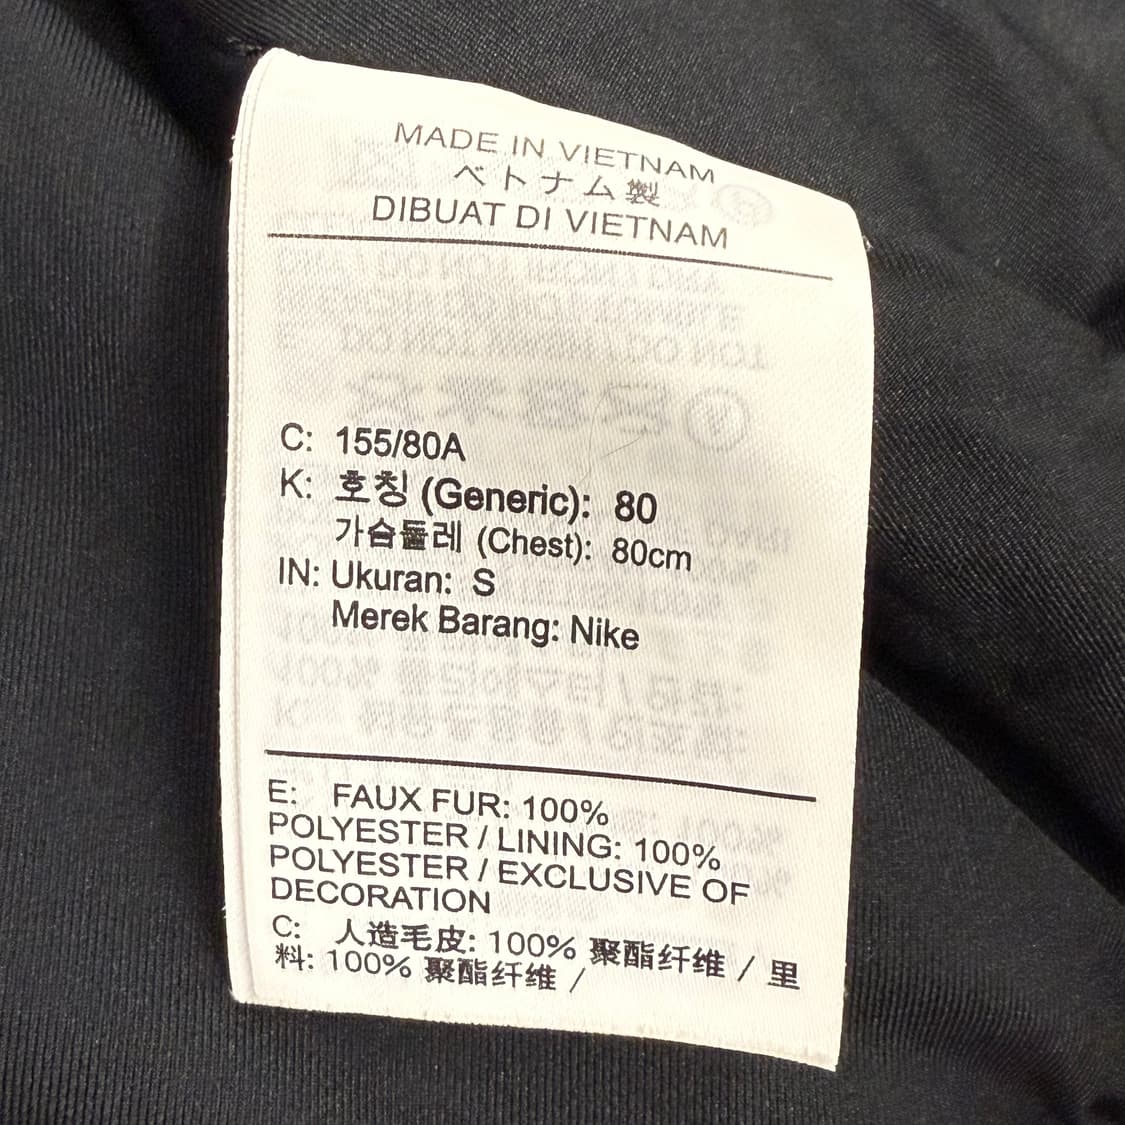 MADE IN VIETNAM
ベトナム製
DIBUAT DI VIETNAM
C: 155/80A
K: 호칭 (Generic): 80
가슴둘레 (Chest): 80cm
IN: Ukuran: S
Merek Barang: Nike
E: FAUX FUR: 100%
POLYESTER / LINING: 100%
POLYESTER / EXCLUSIVE OF
DECORATION
C: 人造毛皮: 100% 聚酯纤维 / 里
料: 100% 聚酯纤维 /